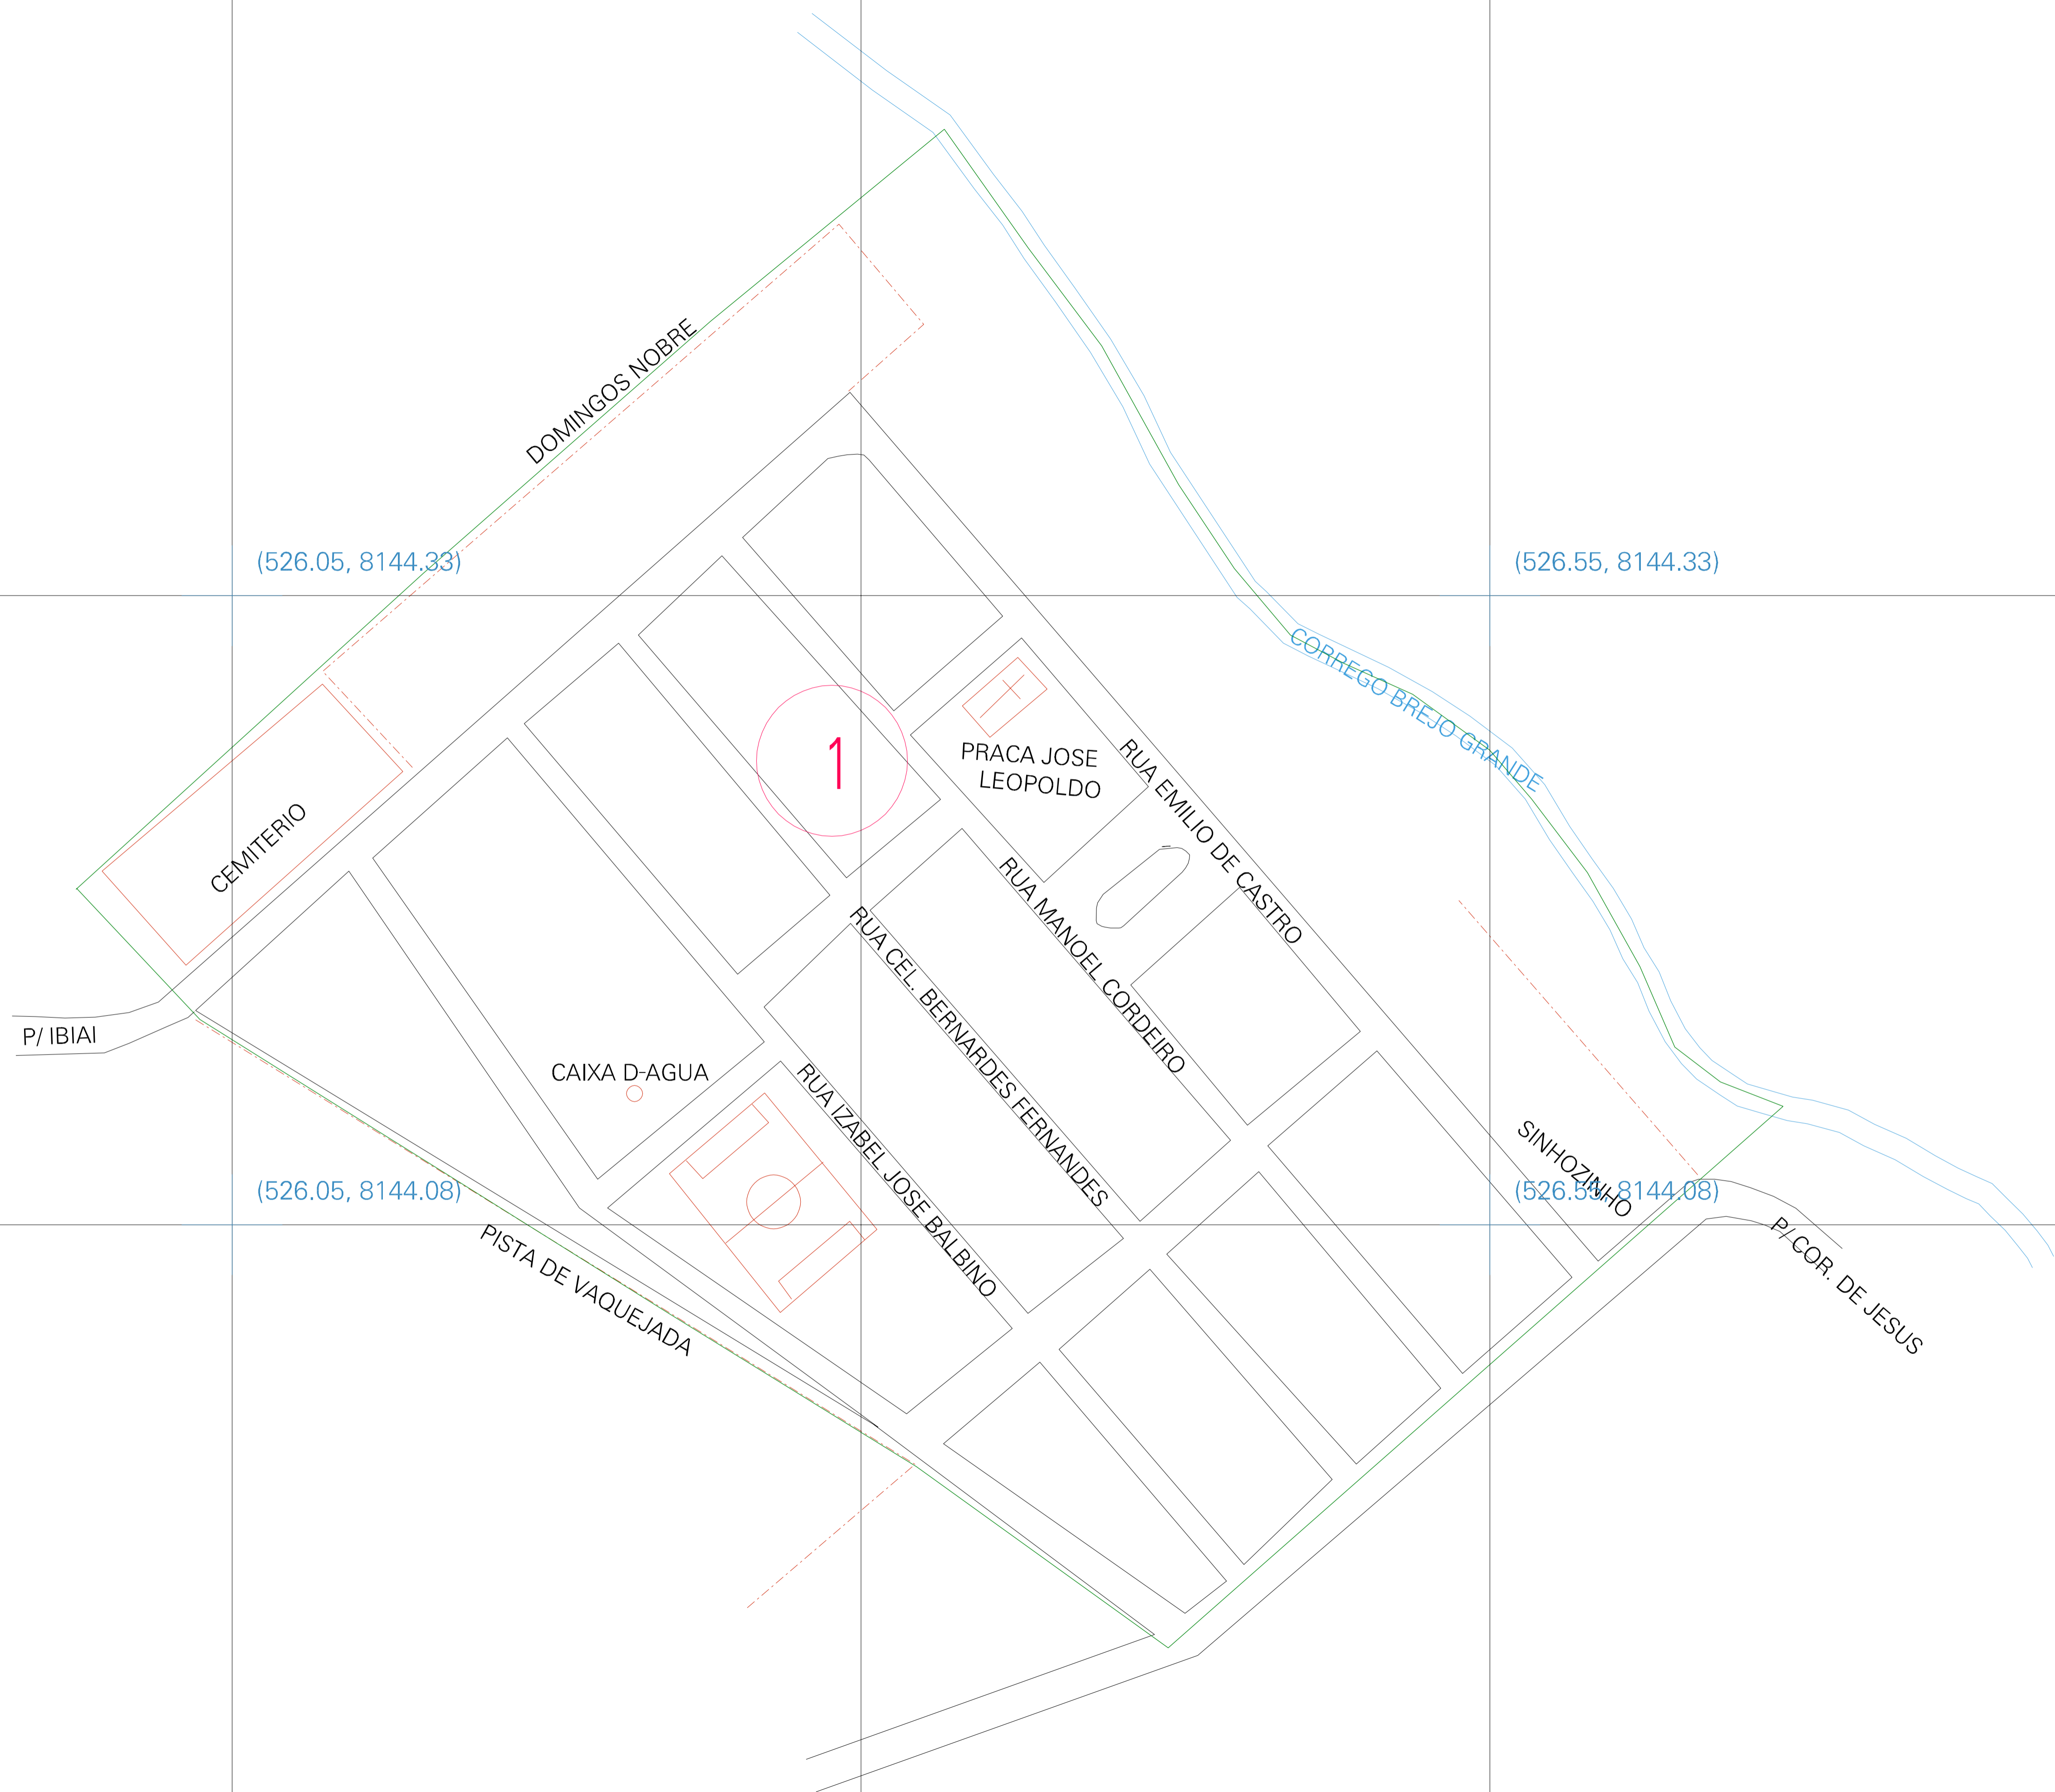 DOMINGOS NOBRE
(526.05, 8144.33)
(526.55, 8144.33)
CORREGO BREJO GRANDE
1
PRACA JOSE
LEOPOLDO
RUA EMILIO DE CASTRO
CEMITERIO
RUA MANOEL CORDEIRO
RUA CEL. BERNARDES FERNANDES
P/ IBIAI
CAIXA D-AGUA
RUA IZABEL JOSE BALBINO
SINHOZINHO
(526.05, 8144.08)
(526.55, 8144.08)
PISTA DE VAQUEJADA
P/ COR. DE JESUS